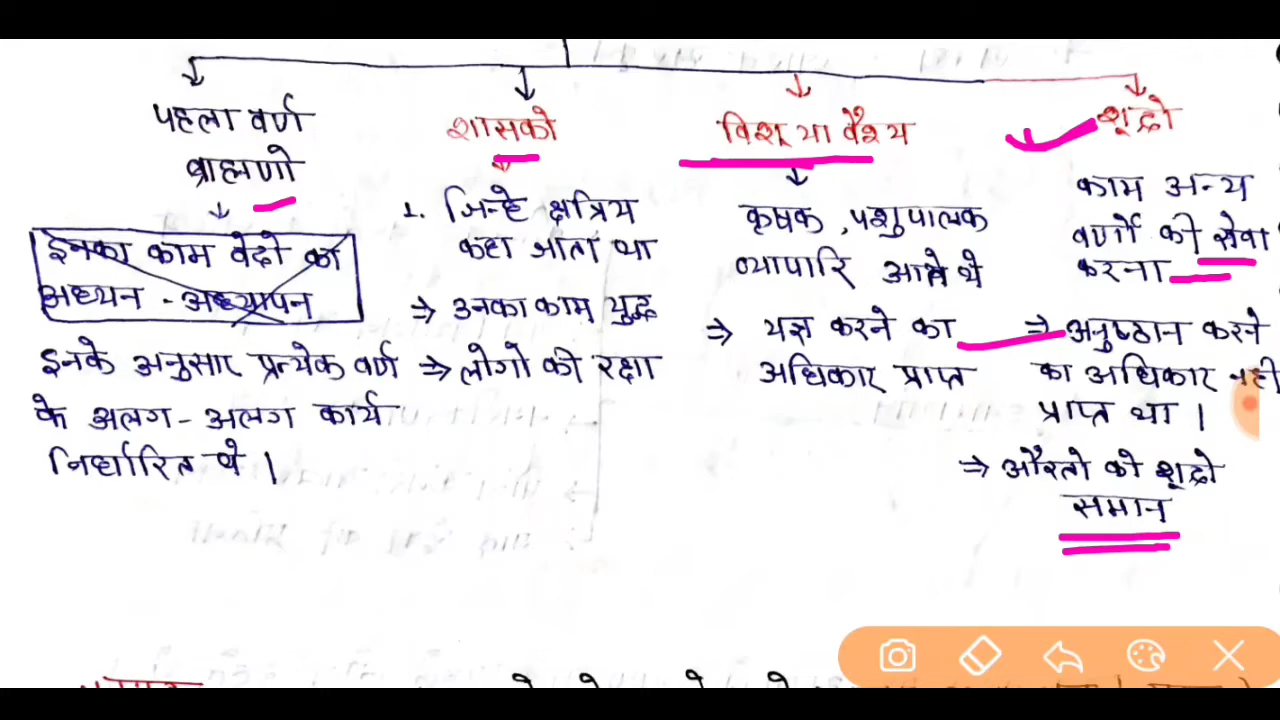 पहला वर्ण
ब्राह्मणो
इनका काम वेदो का
अध्यन - अध्यापन
इनके अनुसार प्रत्येक वर्ण
के अलग - अलग कार्य
निर्धारित थे।
शासको
1. जिन्हे क्षत्रिय
कहा जाता था
⇒ उनका काम युद्ध
⇒ लोगो की रक्षा
विश् या वैश्य
कृषक, पशुपालक
व्यापारि आते थे
⇒ यज्ञ करने का
अधिकार प्राप्त
शूद्रो
काम अन्य
वर्णो की सेवा
करना
⇒ अनुष्ठान करने
का अधिकार नही
प्राप्त था।
⇒ औरतो को शूद्रो
समान